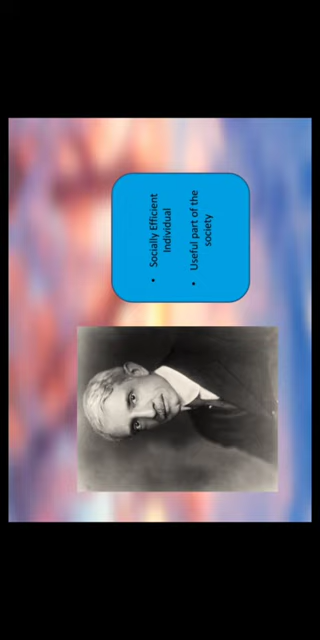 • Socially Efficient
Individual
• Useful part of the
society